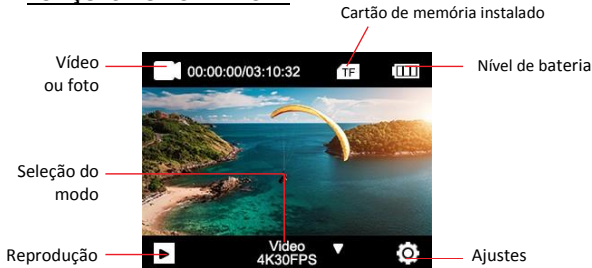 Cartão de memória instalado
Vídeo
ou foto
00:00:00/03:10:32
TF
Nível de bateria
Seleção do
modo
Reprodução
Video
4K30FPS
Ajustes